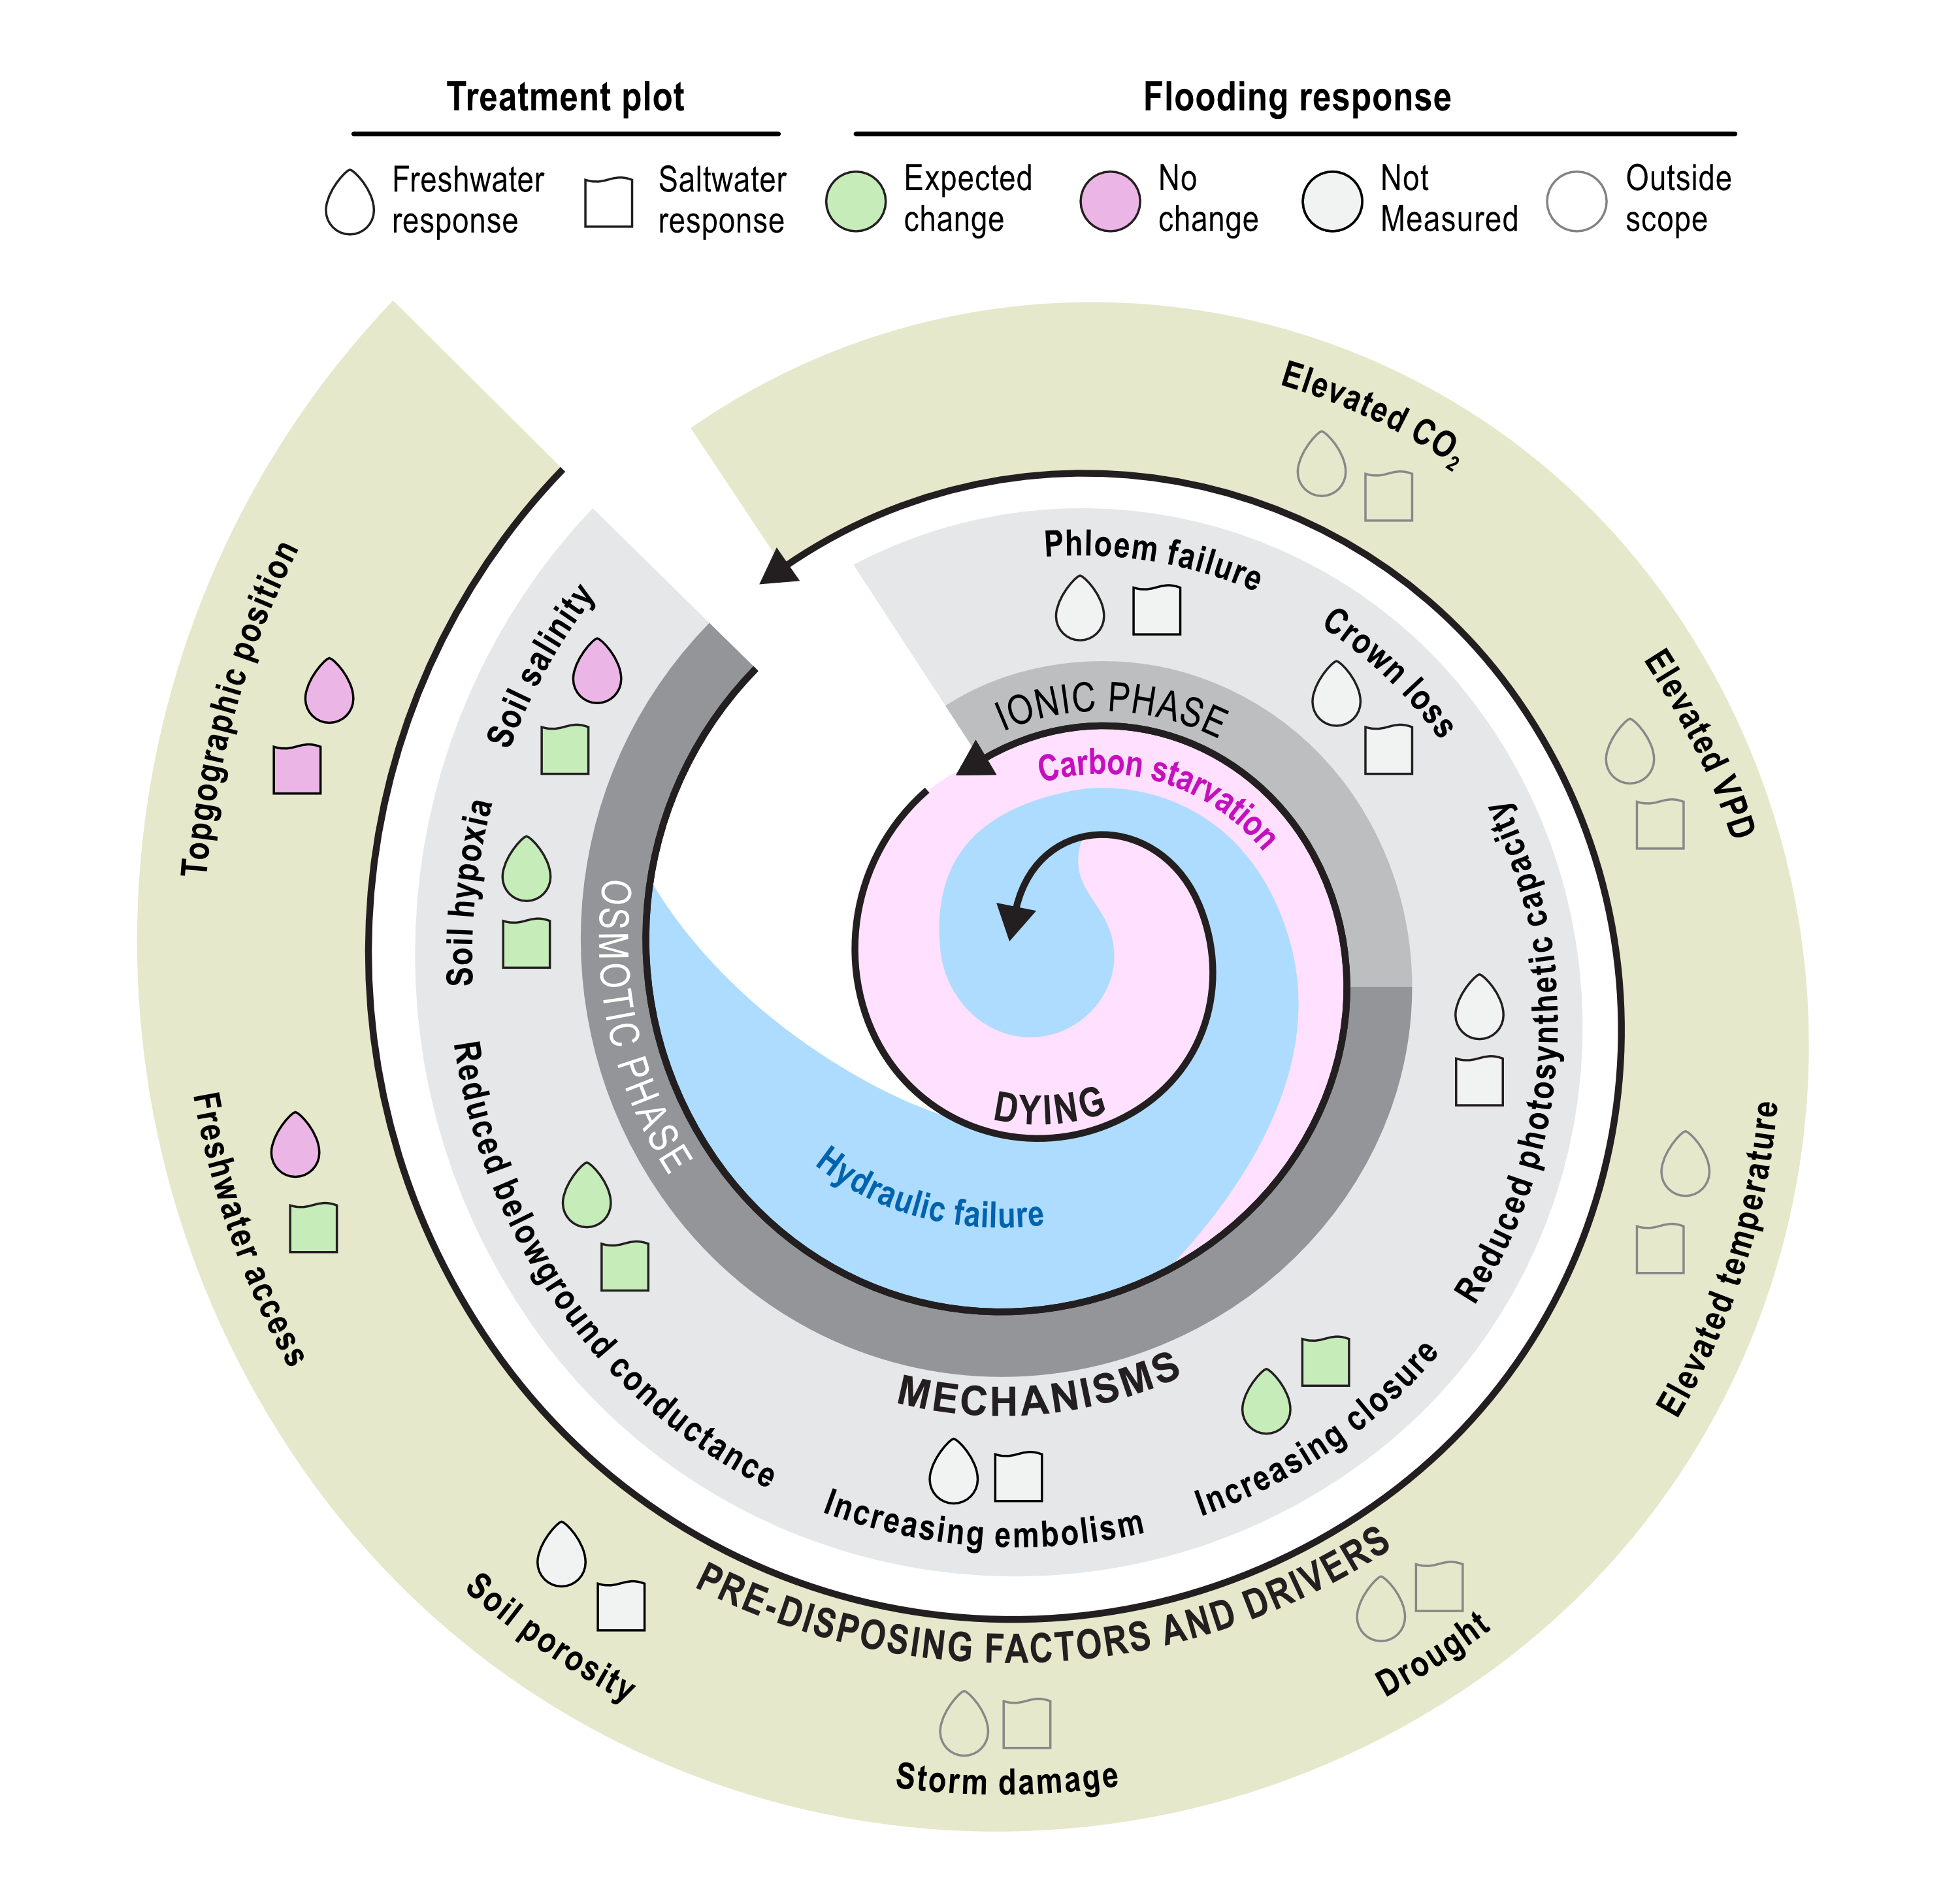 Treatment plot
Flooding response
Freshwater
response
Saltwater
response
Expected
change
No
change
Not
Measured
Outside
scope
Topgographic position
Freshwater access
Soil porosity
Storm damage
Drought
Elevated temperature
Elevated VPD
Elevated CO₂
PRE-DISPOSING FACTORS AND DRIVERS
Soil salinity
Soil hypoxia
Reduced belowground conductance
Increasing embolism
Increasing closure
Reduced photosynthetic capacity
Crown loss
Phloem failure
MECHANISMS
OSMOTIC PHASE
IONIC PHASE
Carbon starvation
Hydraulic failure
DYING